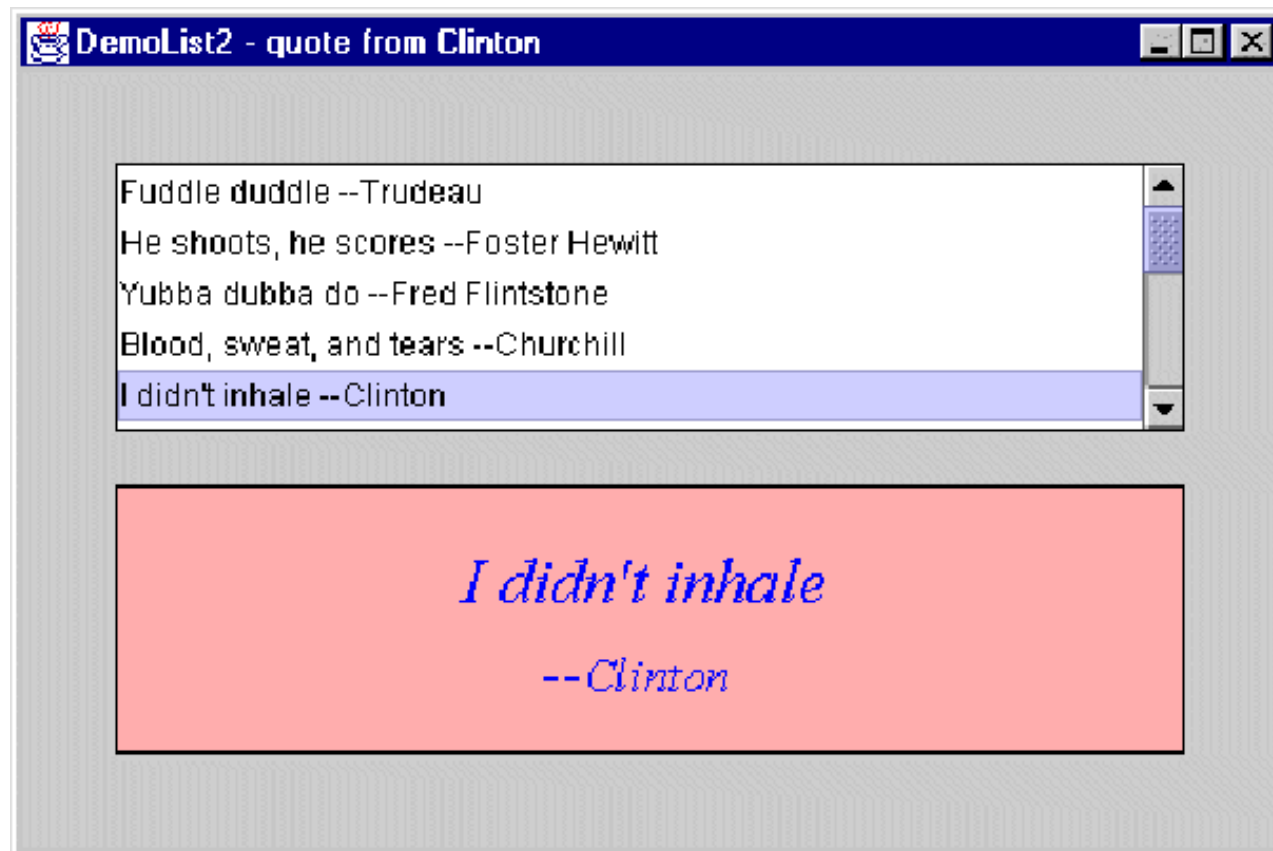 DemoList2 - quote from Clinton
Fuddle duddle --Trudeau
He shoots, he scores --Foster Hewitt
Yubba dubba do --Fred Flintstone
Blood, sweat, and tears --Churchill
I didn't inhale --Clinton
I didn't inhale
--Clinton